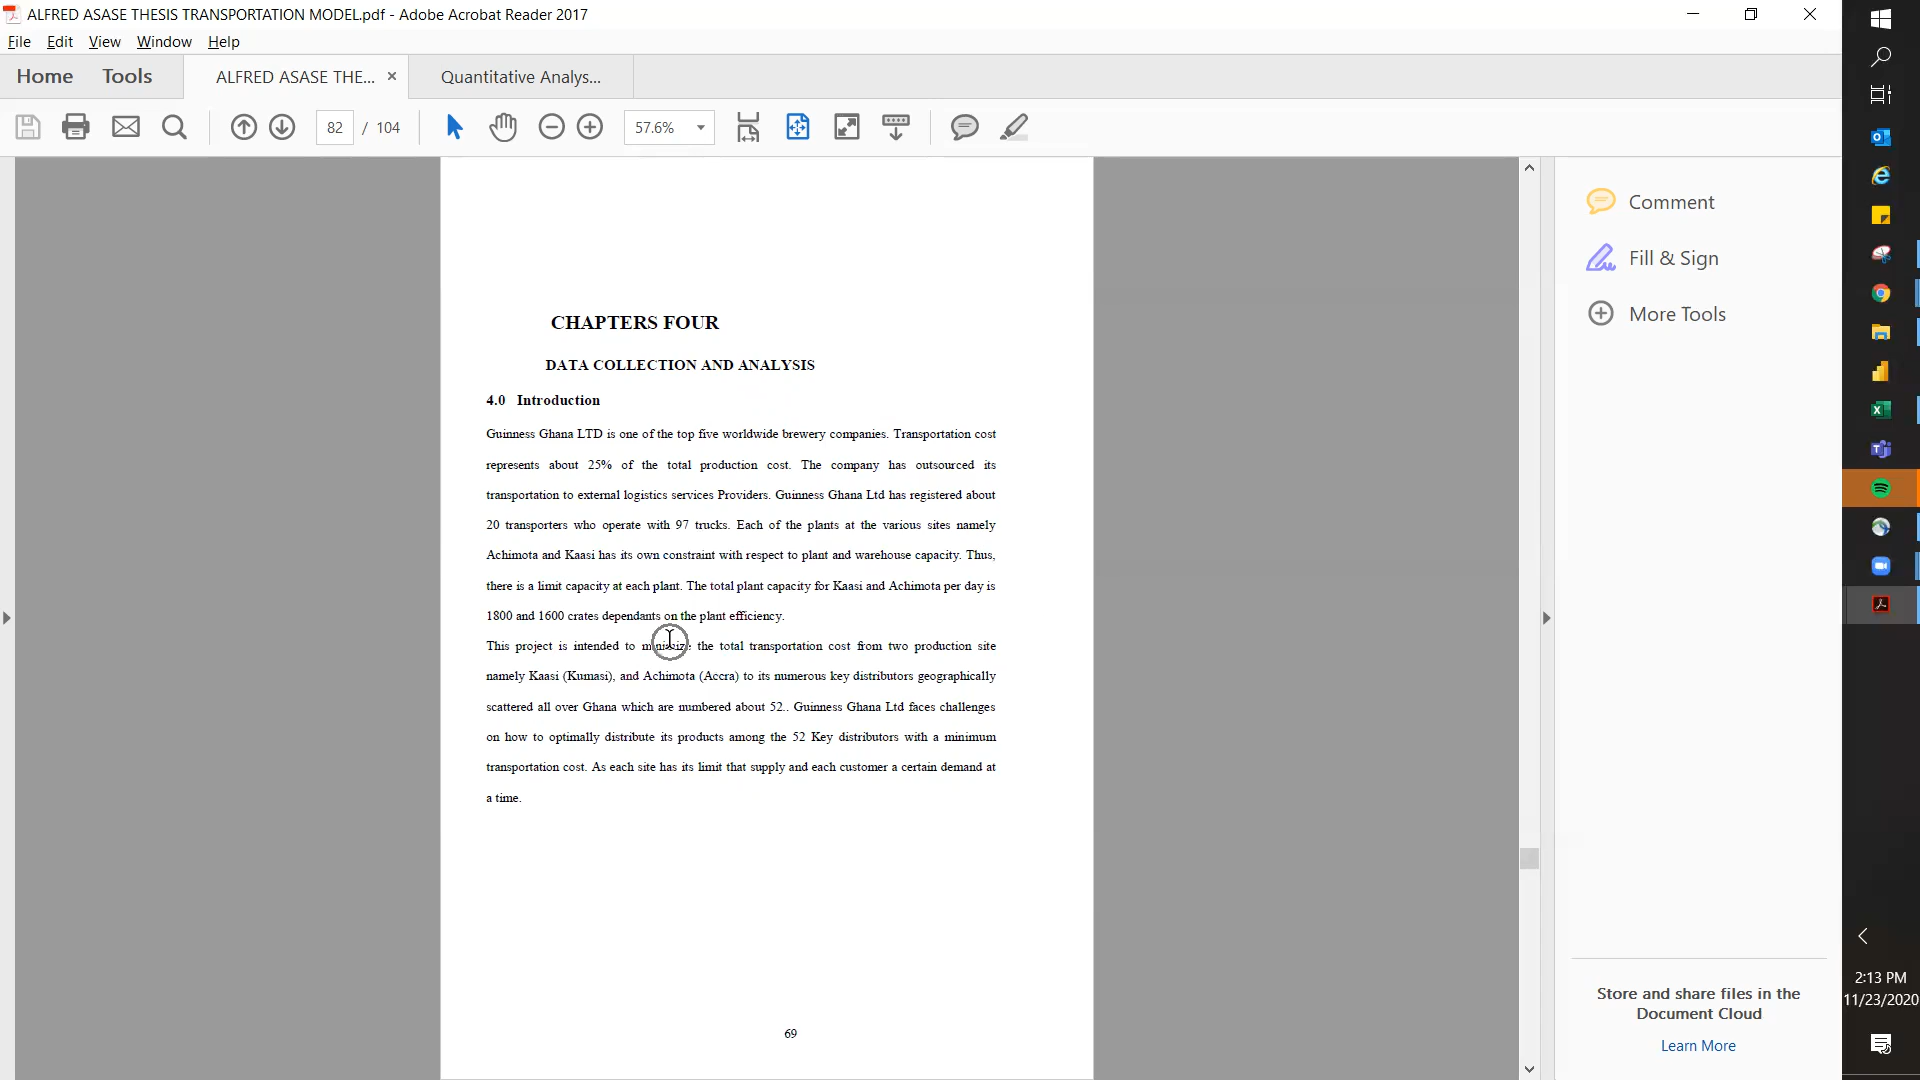 ALFRED ASASE THESIS TRANSPORTATION MODEL.pdf - Adobe Acrobat Reader 2017
File Edit View Window Help
Home Tools ALFRED ASASE THE... × Quantitative Analys...
82 / 104 57.6%
CHAPTERS FOUR
DATA COLLECTION AND ANALYSIS
4.0 Introduction
Guinness Ghana LTD is one of the top five worldwide brewery companies. Transportation cost
represents about 25% of the total production cost. The company has outsourced its
transportation to external logistics services Providers. Guinness Ghana Ltd has registered about
20 transporters who operate with 97 trucks. Each of the plants at the various sites namely
Achimota and Kaasi has its own constraint with respect to plant and warehouse capacity. Thus,
there is a limit capacity at each plant. The total plant capacity for Kaasi and Achimota per day is
1800 and 1600 crates dependants on the plant efficiency.
This project is intended to minimize the total transportation cost from two production site
namely Kaasi (Kumasi), and Achimota (Accra) to its numerous key distributors geographically
scattered all over Ghana which are numbered about 52.. Guinness Ghana Ltd faces challenges
on how to optimally distribute its products among the 52 Key distributors with a minimum
transportation cost. As each site has its limit that supply and each customer a certain demand at
a time.
69
Comment
Fill & Sign
More Tools
Store and share files in the
Document Cloud
Learn More
2:13 PM
11/23/2020